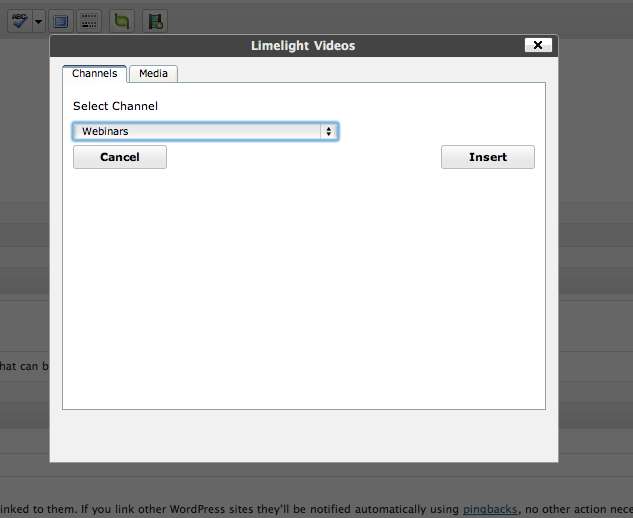 ABC
Limelight Videos
Channels Media
Select Channel
Webinars
Cancel Insert
hat can b
inked to them. If you link other WordPress sites they'll be notified automatically using pingbacks, no other action nece